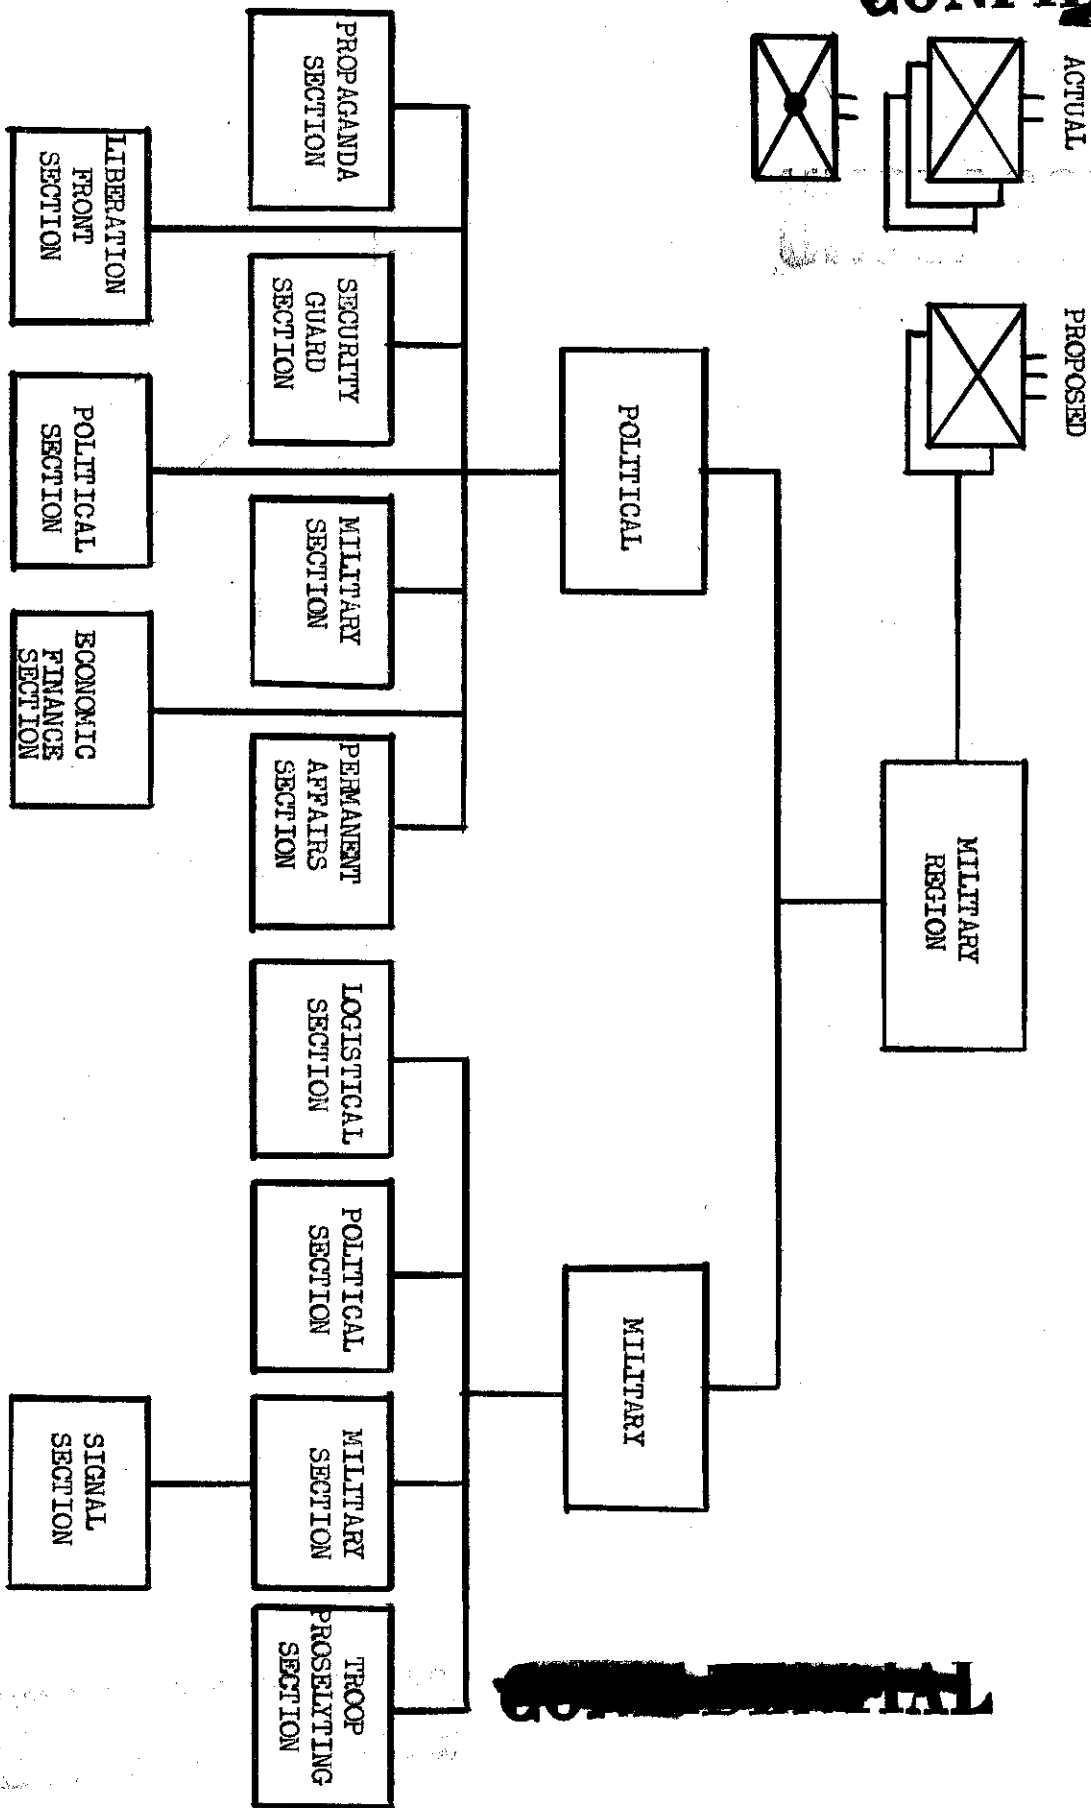 ACTUAL
PROPOSED
MILITARY
REGION
POLITICAL
MILITARY
PROPAGANDA
SECTION
SECURITY
GUARD
SECTION
MILITARY
SECTION
PERMANENT
AFFAIRS
SECTION
LOGISTICAL
SECTION
POLITICAL
SECTION
MILITARY
SECTION
TROOP
PROSELYTING
SECTION
LIBERATION
FRONT
SECTION
POLITICAL
SECTION
ECONOMIC
FINANCE
SECTION
SIGNAL
SECTION